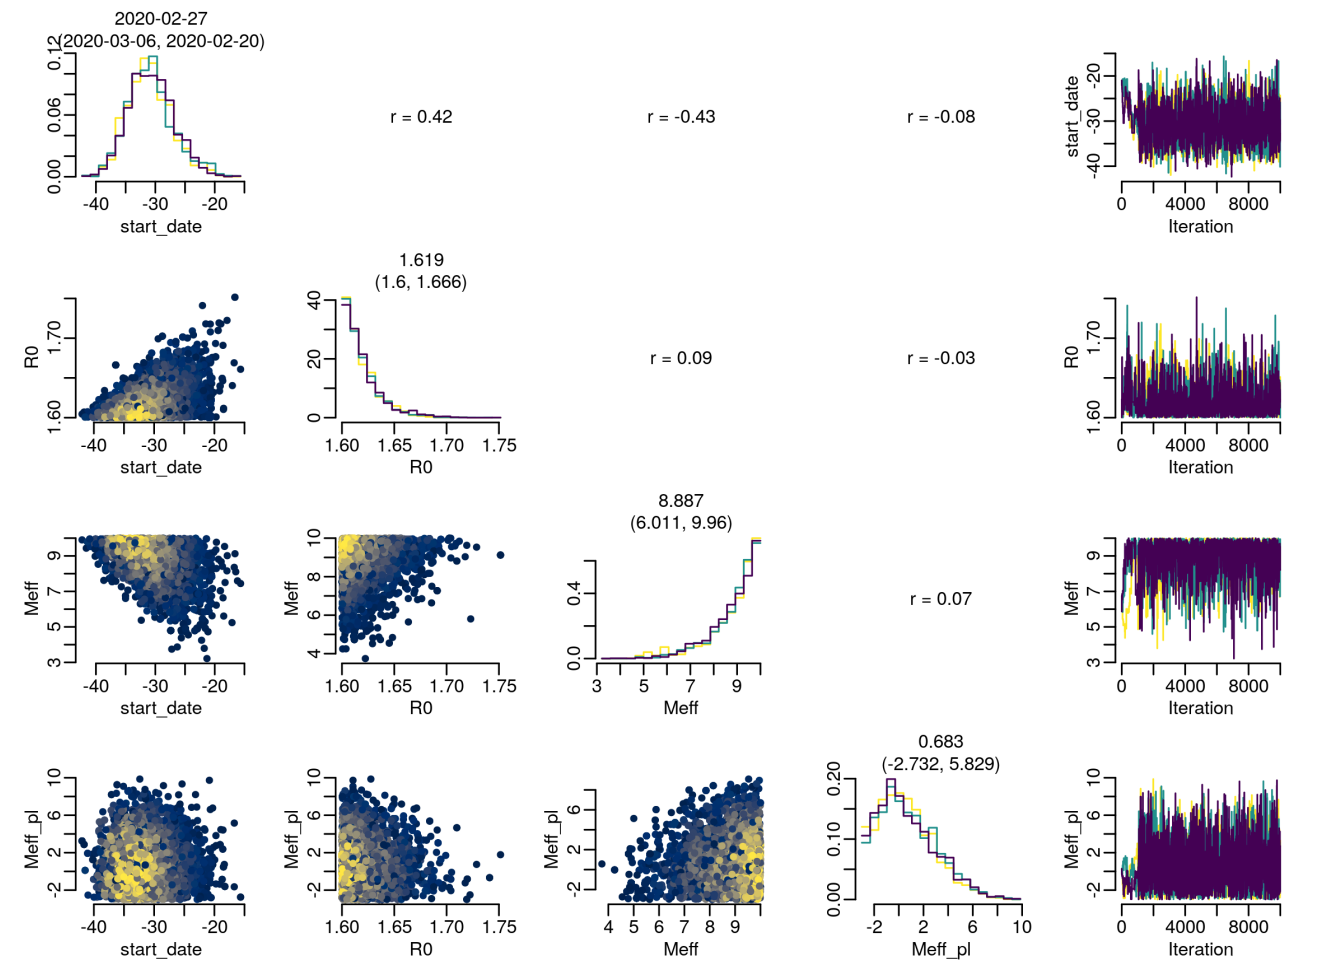 2020-02-27
(2020-03-06, 2020-02-20)
0.00 0.06 0.12
-40 -30 -20
start_date
r = 0.42
r = -0.43
r = -0.08
start_date
-40 -30 -20
0 4000 8000
Iteration
R0
1.60 1.70
-40 -30 -20
start_date
1.619
(1.6, 1.666)
0 20 40
1.60 1.65 1.70 1.75
R0
r = 0.09
r = -0.03
R0
1.60 1.70
0 4000 8000
Iteration
Meff
3 5 7 9
-40 -30 -20
start_date
Meff
4 6 8 10
1.60 1.65 1.70 1.75
R0
8.887
(6.011, 9.96)
0.0 0.4
3 5 7 9
Meff
r = 0.07
Meff
3 5 7 9
0 4000 8000
Iteration
Meff_pl
-2 2 6 10
-40 -30 -20
start_date
Meff_pl
-2 2 6 10
1.60 1.65 1.70 1.75
R0
Meff_pl
-2 2 6
4 5 6 7 8 9
Meff
0.683
(-2.732, 5.829)
0.00 0.10 0.20
-2 2 6 10
Meff_pl
Meff_pl
-2 2 6 10
0 4000 8000
Iteration